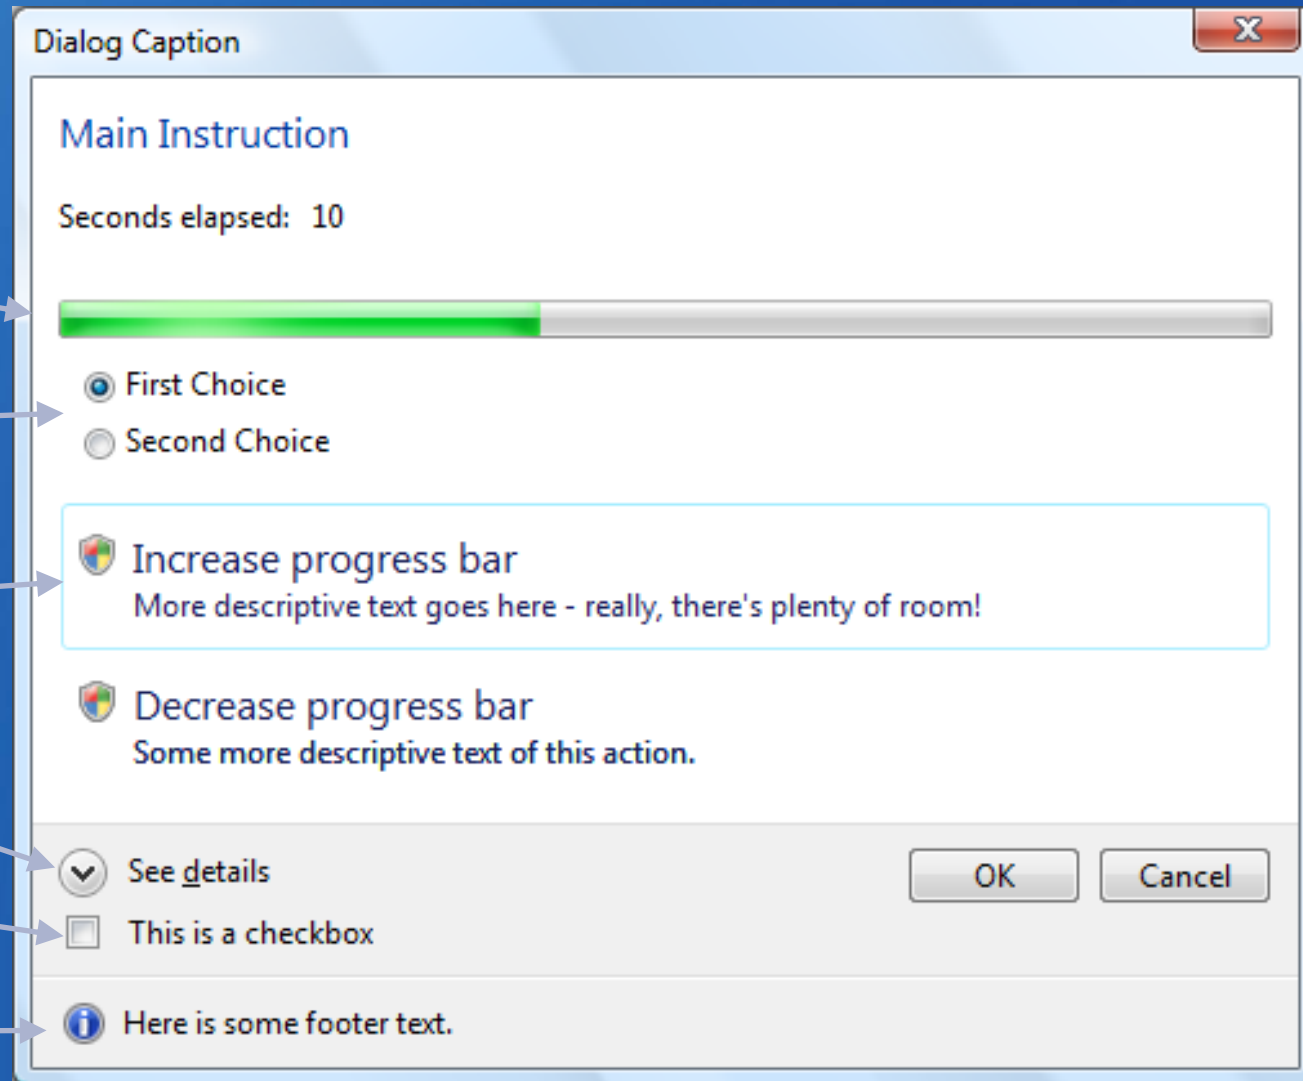 Dialog Caption
Main Instruction
Seconds elapsed: 10
First Choice
Second Choice
Increase progress bar
More descriptive text goes here - really, there's plenty of room!
Decrease progress bar
Some more descriptive text of this action.
See details
OK
Cancel
This is a checkbox
Here is some footer text.